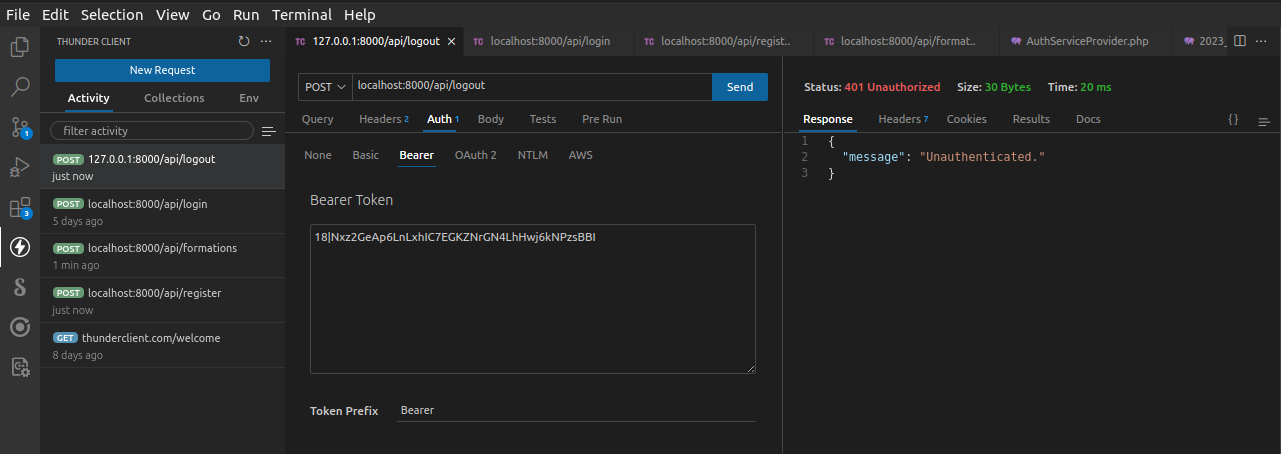 File Edit Selection View Go Run Terminal Help
THUNDER CLIENT
New Request
Activity Collections Env
filter activity
POST 127.0.0.1:8000/api/logout
just now
POST localhost:8000/api/login
5 days ago
POST localhost:8000/api/formations
1 min ago
POST localhost:8000/api/register
just now
GET thunderclient.com/welcome
8 days ago
1
3
TC 127.0.0.1:8000/api/logout TC localhost:8000/api/login TC localhost:8000/api/regist.. TC localhost:8000/api/format.. AuthServiceProvider.php 2023_
POST localhost:8000/api/logout Send
Query Headers 2 Auth 1 Body Tests Pre Run
None Basic Bearer OAuth 2 NTLM AWS
Bearer Token
18|Nxz2GeAp6LnLxhIC7EGKZNrGN4LhHwj6kNPzsBBI
Token Prefix Bearer
Status: 401 Unauthorized Size: 30 Bytes Time: 20 ms
Response Headers 7 Cookies Results Docs {}
1 {
2 "message": "Unauthenticated."
3 }